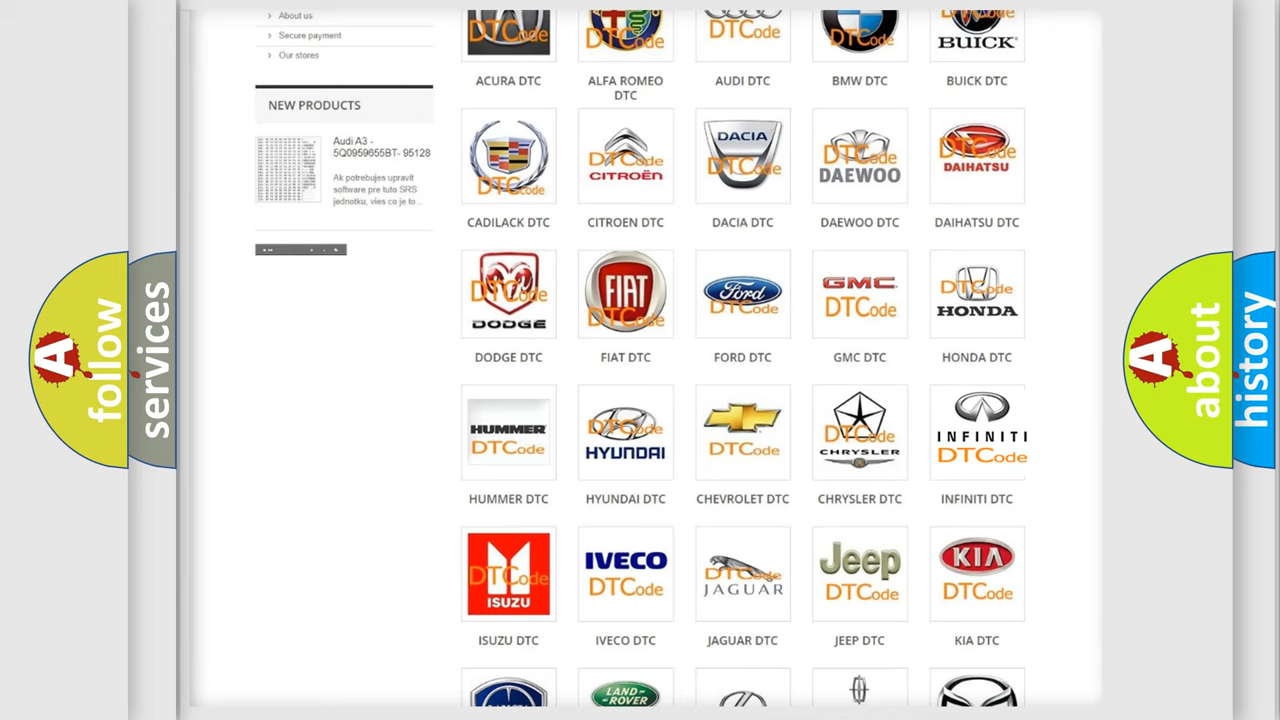 About us
Secure payment
Our stores
NEW PRODUCTS
Audi A3 -
5Q0959655BT- 95128
Ak potrebujes upravit
software pre tuto SRS
jednotku, vies co je to...
DTCode
DTCode
DTCode
DTCode
BUICK
ACURA DTC
ALFA ROMEO
DTC
AUDI DTC
BMW DTC
BUICK DTC
DTCode
DTCode
CITROËN
DACIA
DTCode
DTCode
DAEWOO
DTCode
DAIHATSU
CADILACK DTC
CITROEN DTC
DACIA DTC
DAEWOO DTC
DAIHATSU DTC
DTCode
DODGE
FIAT
DTCode
Ford
DTCode
GMC
DTCode
DTCode
HONDA
DODGE DTC
FIAT DTC
FORD DTC
GMC DTC
HONDA DTC
HUMMER
DTCode
DTCode
HYUNDAI
DTCode
DTCode
CHRYSLER
INFINITI
DTCode
HUMMER DTC
HYUNDAI DTC
CHEVROLET DTC
CHRYSLER DTC
INFINITI DTC
DTCode
ISUZU
IVECO
DTCode
DTCode
JAGUAR
Jeep
DTCode
KIA
DTCode
ISUZU DTC
IVECO DTC
JAGUAR DTC
JEEP DTC
KIA DTC
LAND-
ROVER
A
follow
services
A
about
history